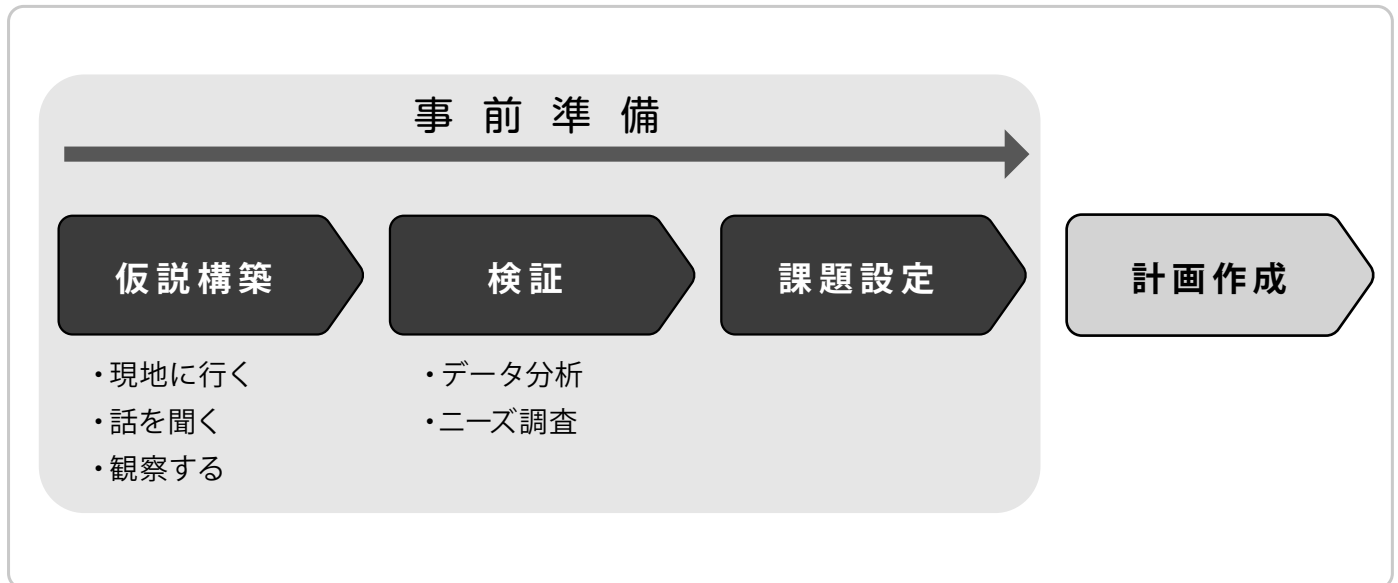 事前準備
仮説構築
検証
課題設定
計画作成
・現地に行く
・話を聞く
・観察する
・データ分析
・ニーズ調査